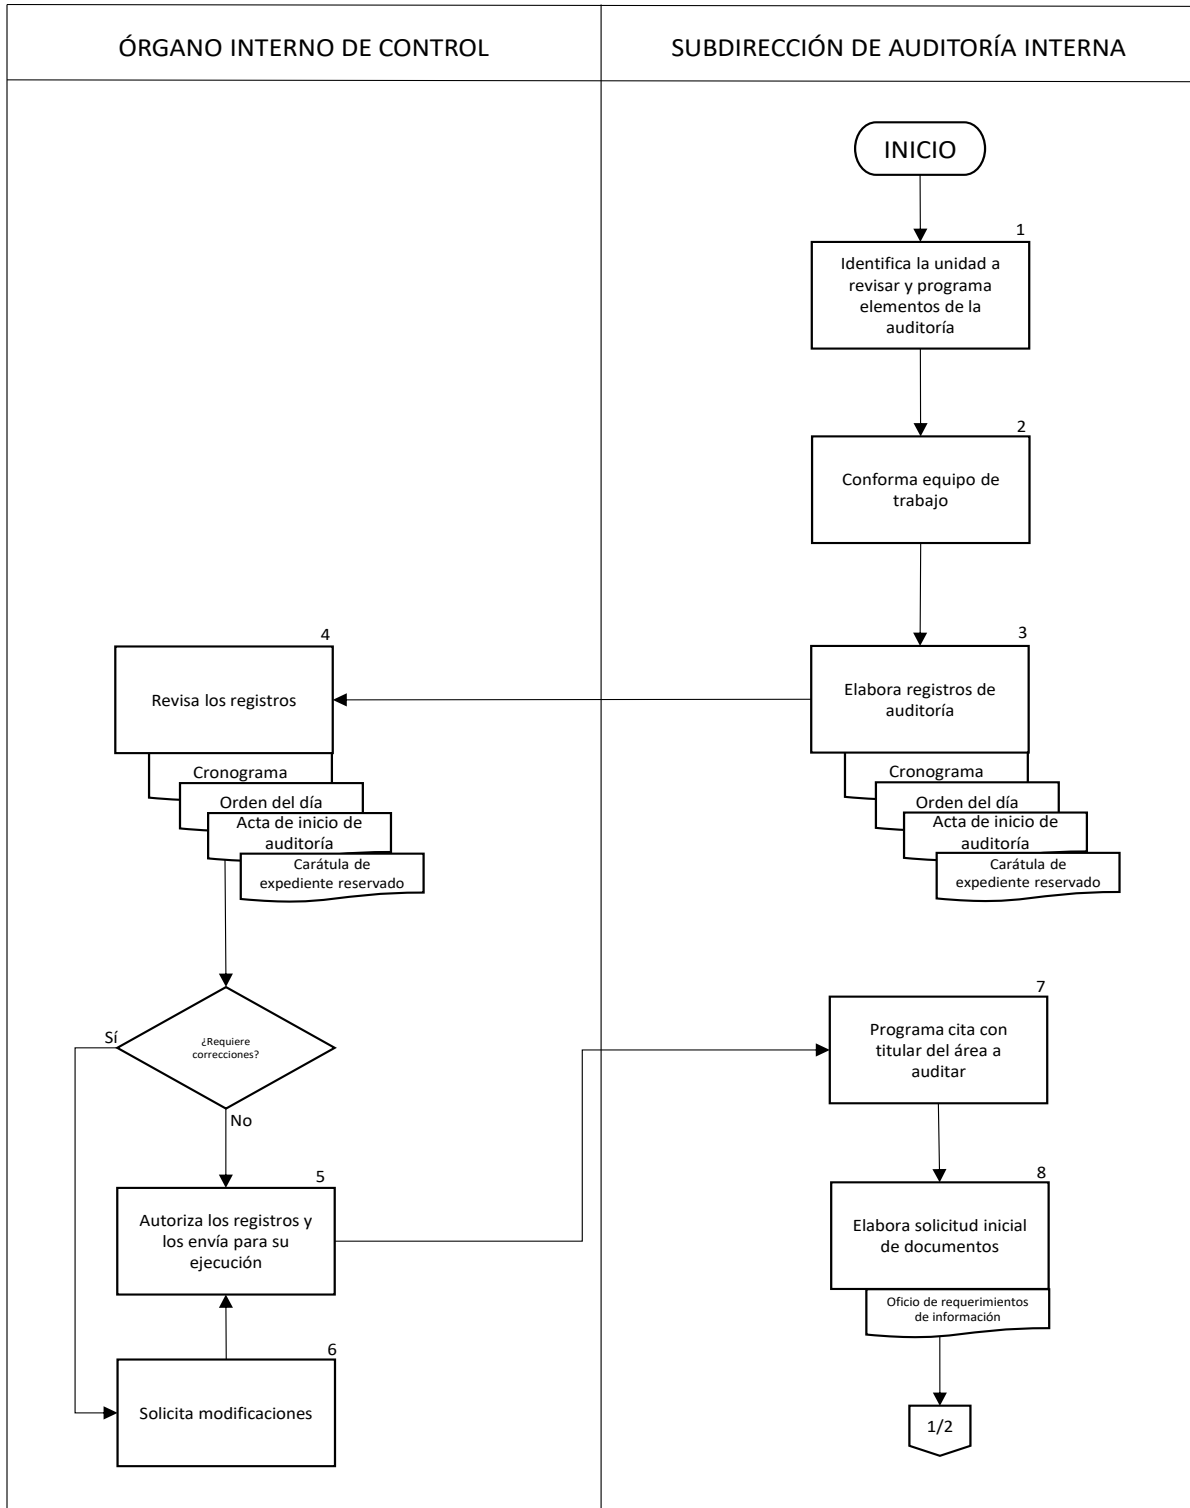 ÓRGANO INTERNO DE CONTROL
SUBDIRECCIÓN DE AUDITORÍA INTERNA
INICIO
1
Identifica la unidad a
revisar y programa
elementos de la
auditoría
2
Conforma equipo de
trabajo
3
Elabora registros de
auditoría
Cronograma
Orden del día
Acta de inicio de
auditoría
Carátula de
expediente reservado
4
Revisa los registros
Cronograma
Orden del día
Acta de inicio de
auditoría
Carátula de
expediente reservado
¿Requiere
correcciones?
Sí
No
5
Autoriza los registros y
los envía para su
ejecución
6
Solicita modificaciones
7
Programa cita con
titular del área a
auditar
8
Elabora solicitud inicial
de documentos
Oficio de requerimientos
de información
1/2